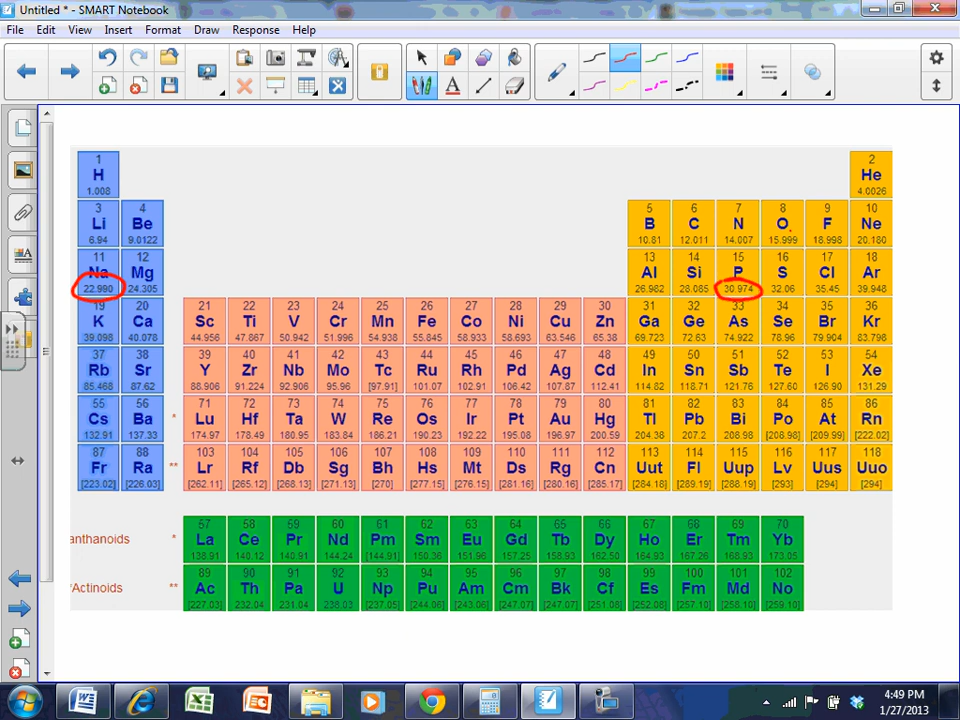 Untitled * - SMART Notebook
File Edit View Insert Format Draw Response Help
1 2
H He
1.008 4.0026
3 4 5 6 7 8 9 10
Li Be B C N O F Ne
6.94 9.0122 10.81 12.011 14.007 15.999 18.998 20.180
11 12 13 14 15 16 17 18
Na Mg Al Si P S Cl Ar
22.990 24.305 26.982 28.085 30.974 32.06 35.45 39.948
19 20 21 22 23 24 25 26 27 28 29 30 31 32 33 34 35 36
K Ca Sc Ti V Cr Mn Fe Co Ni Cu Zn Ga Ge As Se Br Kr
39.098 40.078 44.956 47.867 50.942 51.996 54.938 55.845 58.933 58.693 63.546 65.38 69.723 72.63 74.922 78.96 79.904 83.798
37 38 39 40 41 42 43 44 45 46 47 48 49 50 51 52 53 54
Rb Sr Y Zr Nb Mo Tc Ru Rh Pd Ag Cd In Sn Sb Te I Xe
85.468 87.62 88.906 91.224 92.906 95.96 [97.91] 101.07 102.91 106.42 107.87 112.41 114.82 118.71 121.76 127.60 126.90 131.29
55 56 71 72 73 74 75 76 77 78 79 80 81 82 83 84 85 86
Cs Ba * Lu Hf Ta W Re Os Ir Pt Au Hg Tl Pb Bi Po At Rn
132.91 137.33 174.97 178.49 180.95 183.84 186.21 190.23 192.22 195.08 196.97 200.59 204.38 207.2 208.98 [208.98] [209.99] [222.02]
87 88 103 104 105 106 107 108 109 110 111 112 113 114 115 116 117 118
Fr Ra ** Lr Rf Db Sg Bh Hs Mt Ds Rg Cn Uut Fl Uup Lv Uus Uuo
[223.02] [226.03] [262.11] [265.12] [268.13] [271.13] [270] [277.15] [276.15] [281.16] [280.16] [285.17] [284.18] [289.19] [288.19] [293] [294] [294]
57 58 59 60 61 62 63 64 65 66 67 68 69 70
anthanoids * La Ce Pr Nd Pm Sm Eu Gd Tb Dy Ho Er Tm Yb
138.91 140.12 140.91 144.24 [144.91] 150.36 151.96 157.25 158.93 162.50 164.93 167.26 168.93 173.05
89 90 91 92 93 94 95 96 97 98 99 100 101 102
*Actinoids ** Ac Th Pa U Np Pu Am Cm Bk Cf Es Fm Md No
[227.03] 232.04 231.04 238.03 [237.05] [244.06] [243.06] [247.07] [247.07] [251.08] [252.08] [257.10] [258.10] [259.10]
4:49 PM
1/27/2013